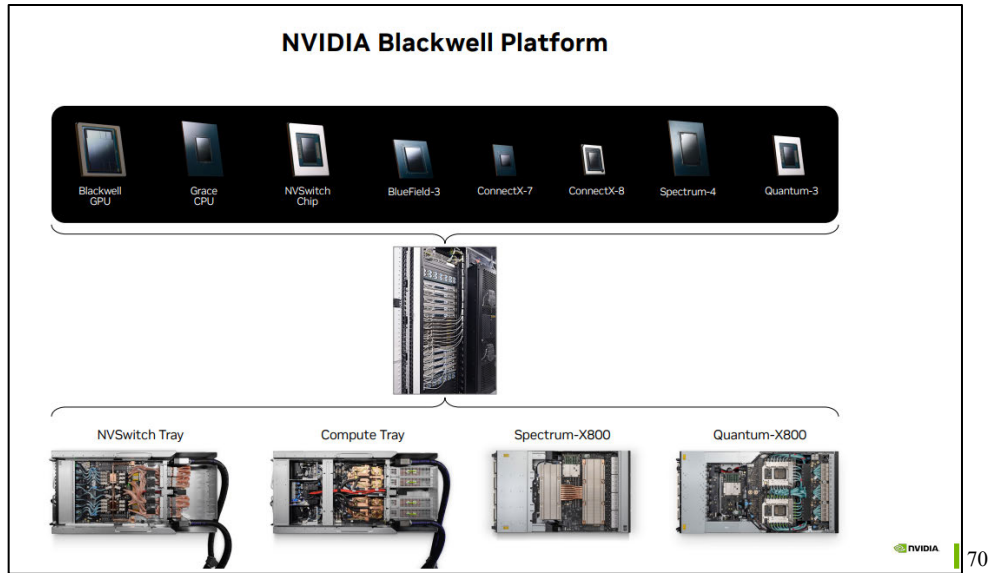 NVIDIA Blackwell Platform
Blackwell
GPU
Grace
CPU
NVSwitch
Chip
BlueField-3
ConnectX-7
ConnectX-8
Spectrum-4
Quantum-3
NVSwitch Tray
Compute Tray
Spectrum-X800
Quantum-X800
NVIDIA
70